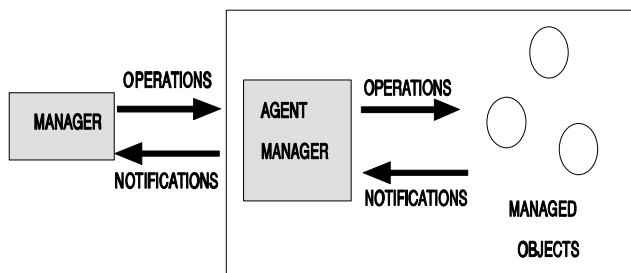 OPERATIONS
MANAGER
NOTIFICATIONS
AGENT
MANAGER
OPERATIONS
NOTIFICATIONS
MANAGED
OBJECTS